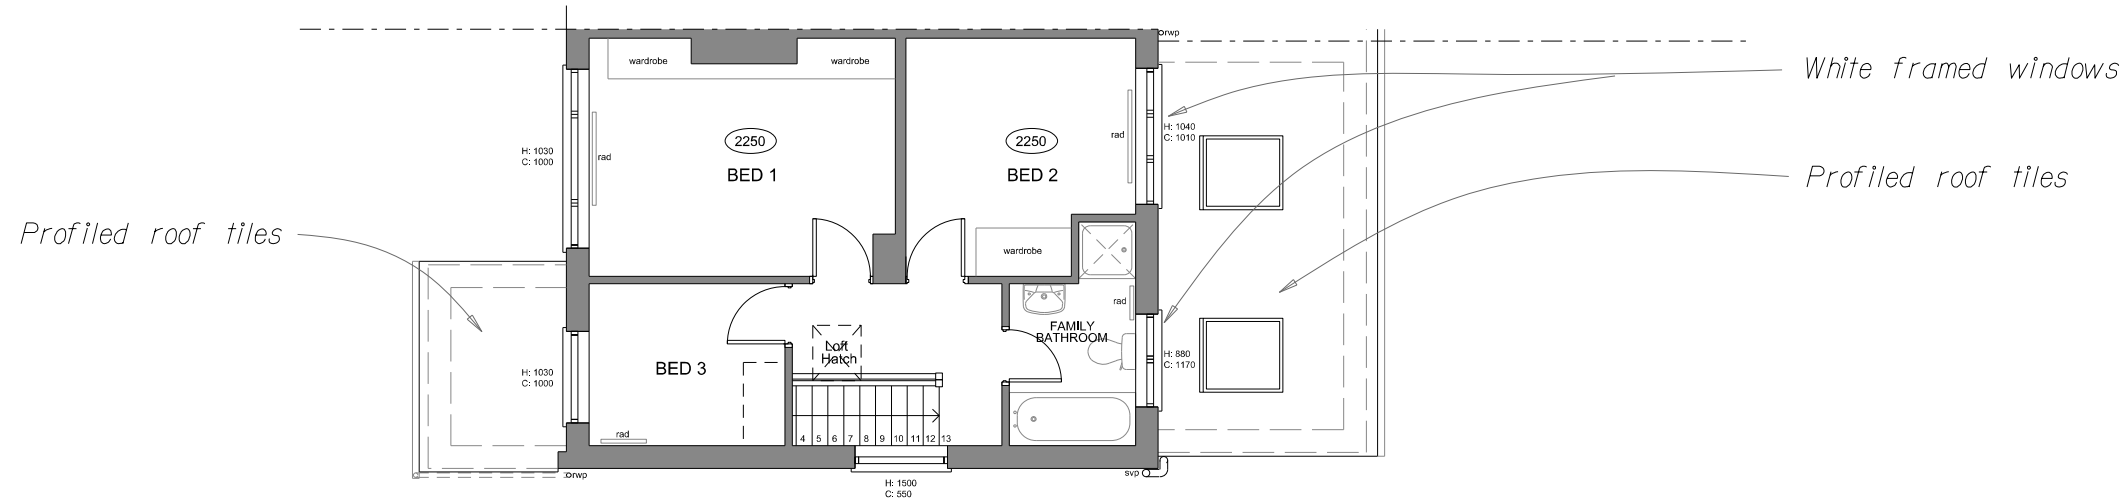 rwp
White framed windows
wardrobe
wardrobe
H: 1040
C: 1010
2250
2250
rad
H: 1030
C: 1000
rad
BED 1
BED 2
Profiled roof tiles
Profiled roof tiles
wardrobe
rad
FAMILY
BATHROOM
Loft
Hatch
H: 880
C: 1170
BED 3
H: 1030
C: 1000
rad
4 5 6 7 8 9 10 11 12 13
rwp
svp
H: 1500
C: 550